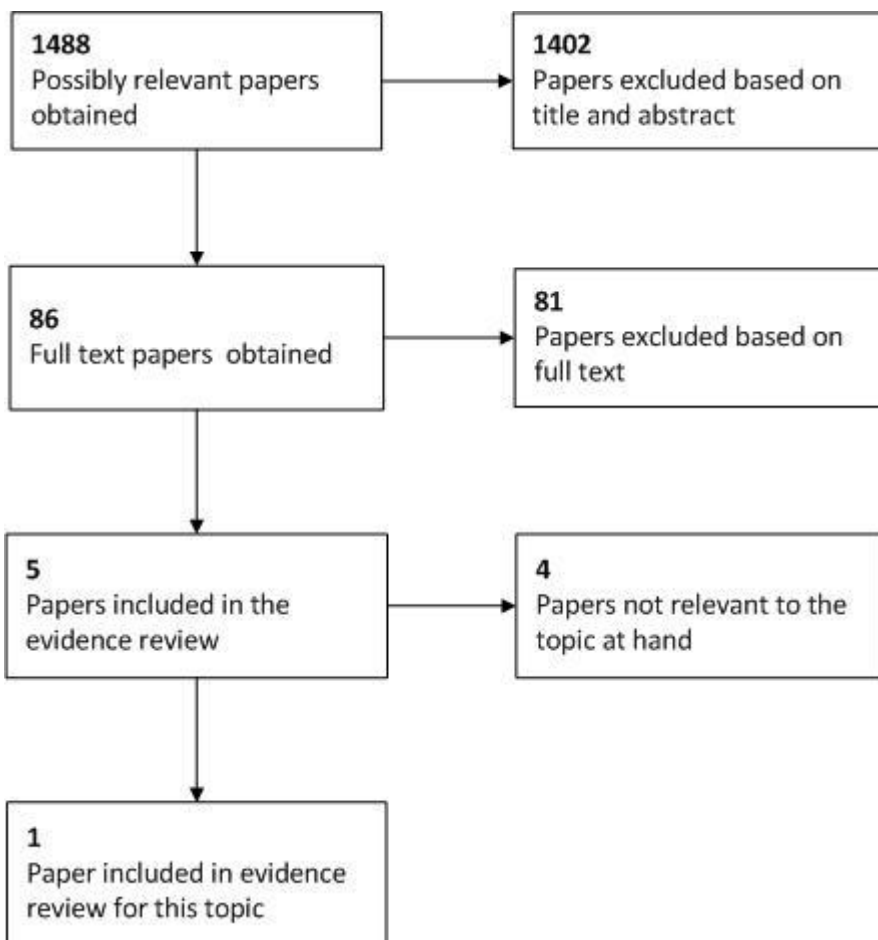 1488
Possibly relevant papers
obtained
1402
Papers excluded based on
title and abstract
86
Full text papers  obtained
81
Papers excluded based on
full text
5
Papers included in the
evidence review
4
Papers not relevant to the
topic at hand
1
Paper included in evidence
review for this topic